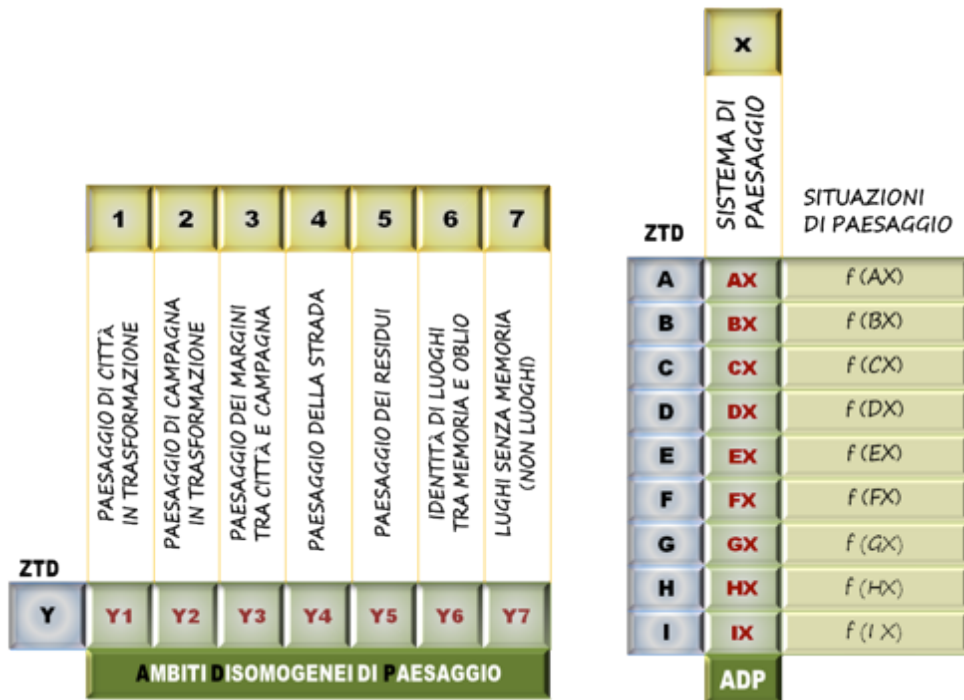 1 2 3 4 5 6 7
PAESAGGIO DI CITTÀ
IN TRASFORMAZIONE
PAESAGGIO DI CAMPAGNA
IN TRASFORMAZIONE
PAESAGGIO DEI MARGINI
TRA CITTÀ E CAMPAGNA
PAESAGGIO DELLA STRADA
PAESAGGIO DEI RESIDUI
IDENTITÀ DI LUOGHI
TRA MEMORIA E OBLIO
LUGHI SENZA MEMORIA
(NON LUOGHI)
ZTD
Y Y1 Y2 Y3 Y4 Y5 Y6 Y7
AMBITI DISOMOGENEI DI PAESAGGIO
X
SISTEMA DI
PAESAGGIO
SITUAZIONI
DI PAESAGGIO
ZTD
A AX f (AX)
B BX f (BX)
C CX f (CX)
D DX f (DX)
E EX f (EX)
F FX f (FX)
G GX f (GX)
H HX f (HX)
I IX f (I X)
ADP